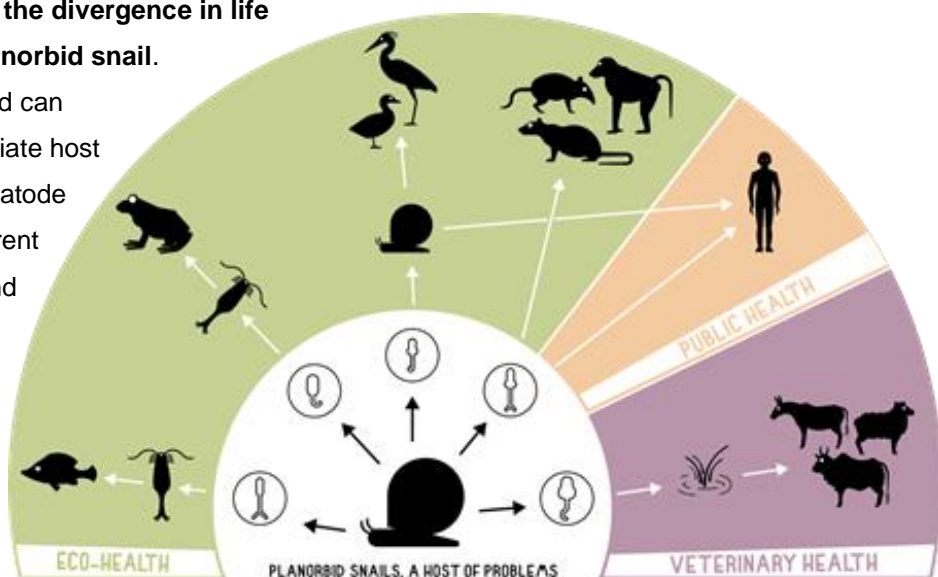 the divergence in life
norbid snail.
d can
iate host
atode
rent
nd
PUBLIC HEALTH
ECO-HEALTH
PLANORBID SNAILS, A HOST OF PROBLEMS
VETERINARY HEALTH